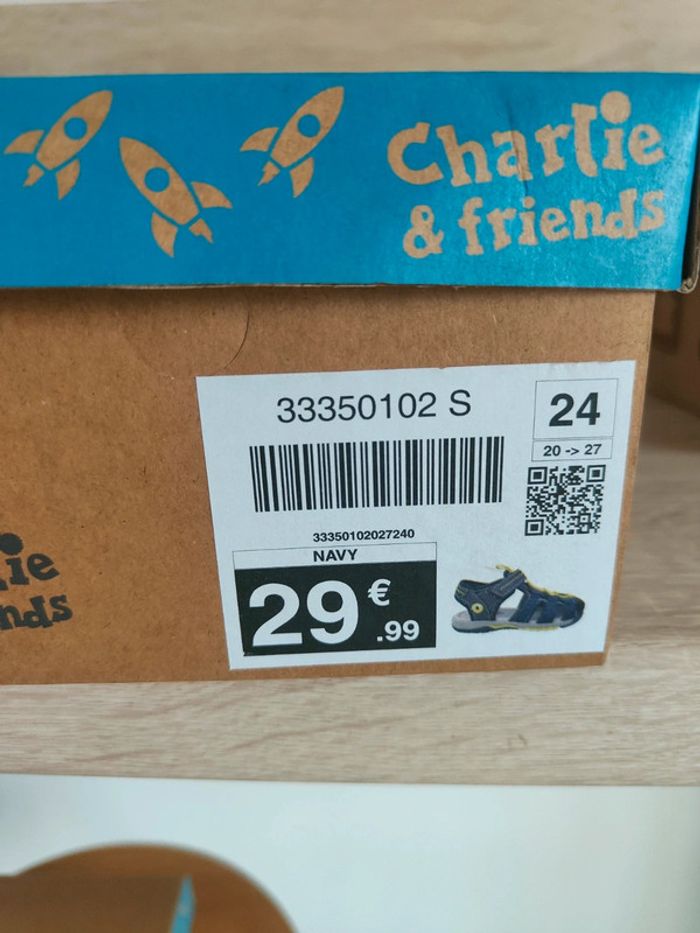 Charlie
& friends
33350102 S
24
20 -> 27
33350102027240
NAVY
29 €
.99
lie
nds